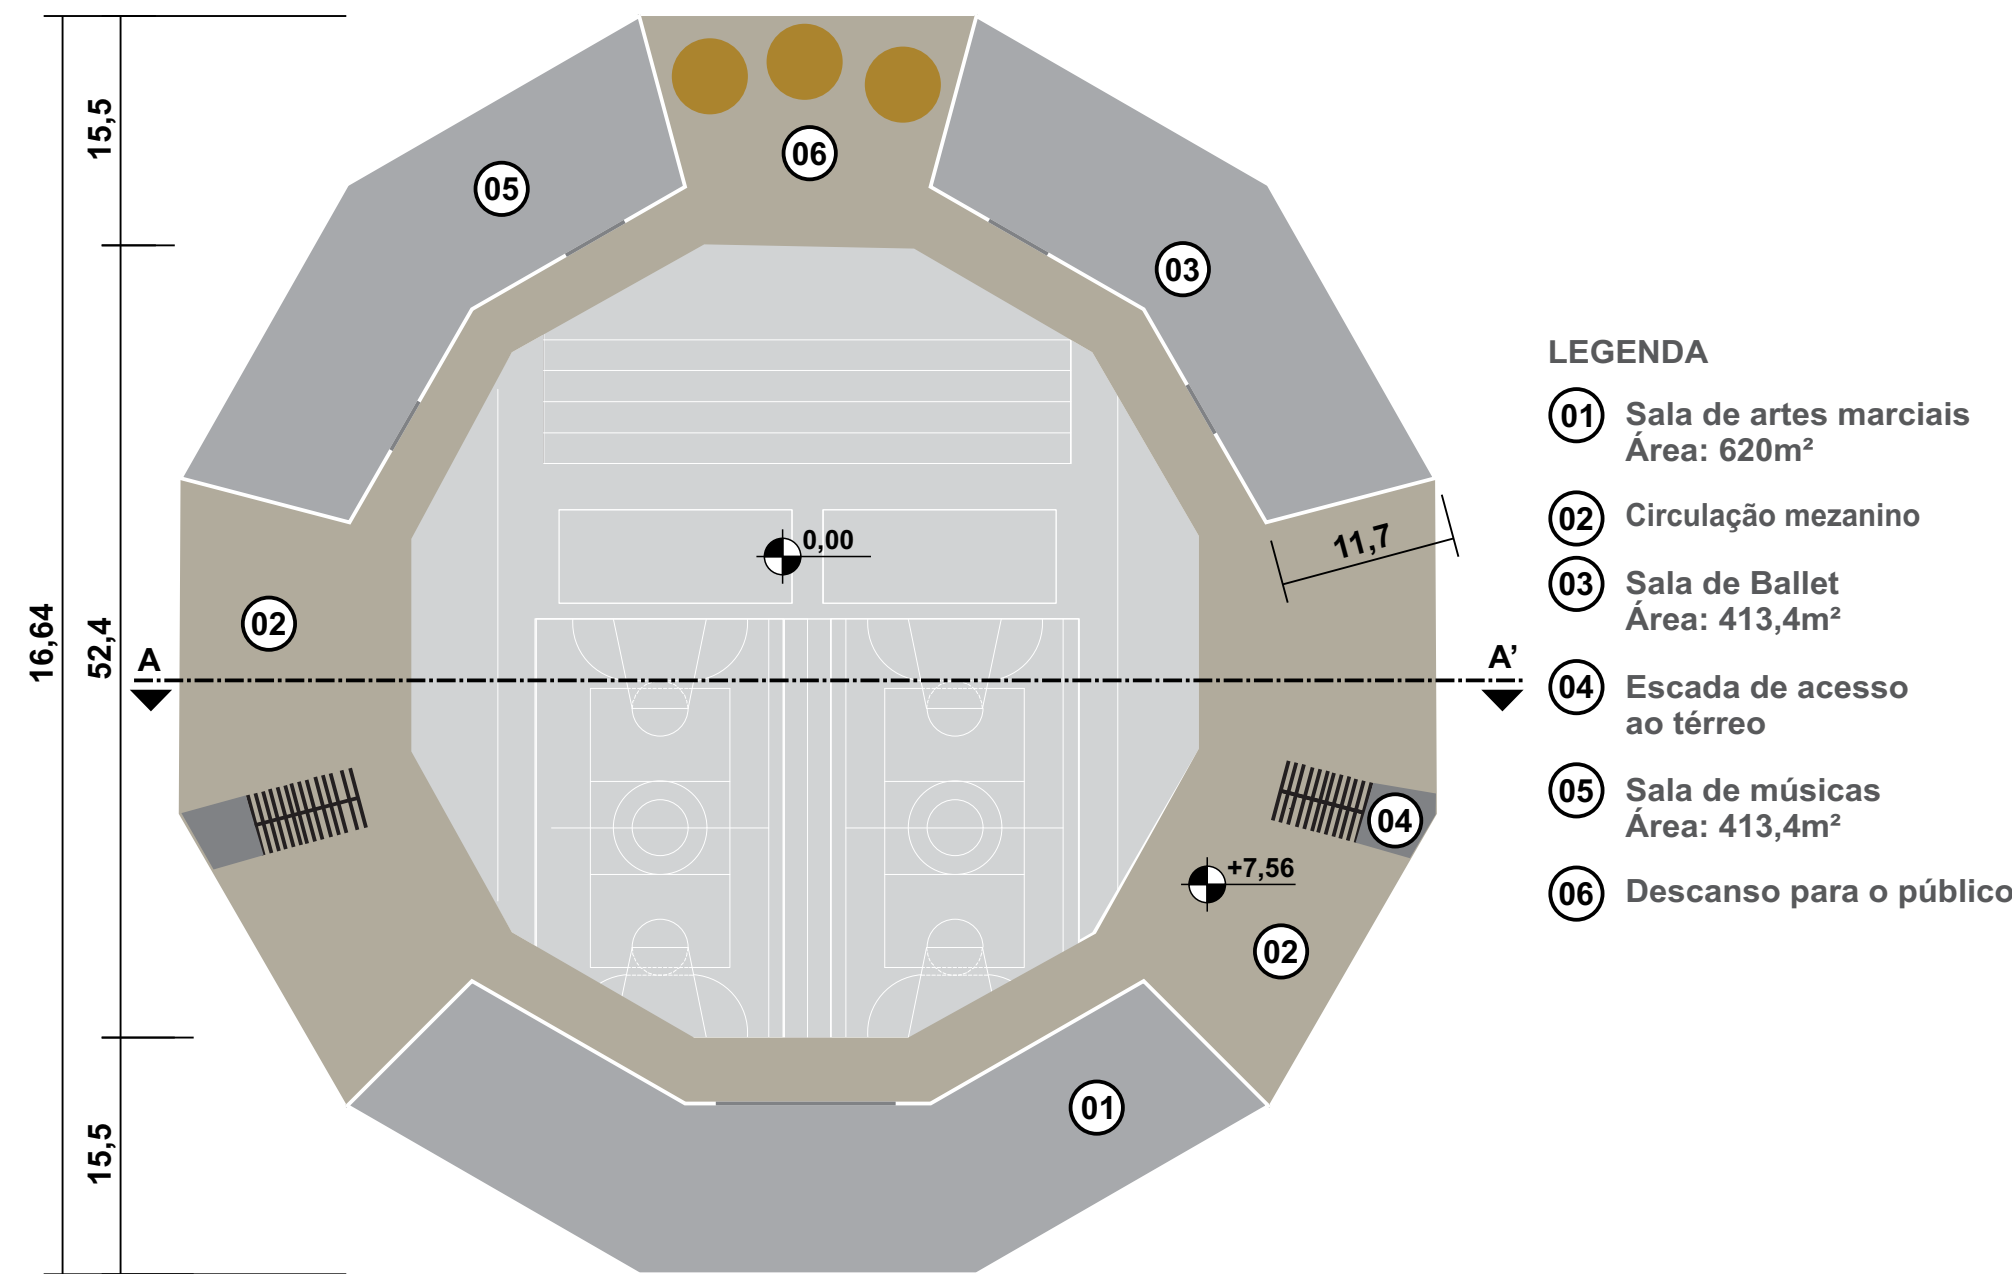 15,5
06
05
03
16,64
52,4
0,00
11,7
02
A
A’
04
+7,56
02
01
15,5
LEGENDA
01 Sala de artes marciais
Área: 620m²
02 Circulação mezanino
03 Sala de Ballet
Área: 413,4m²
04 Escada de acesso
ao térreo
05 Sala de músicas
Área: 413,4m²
06 Descanso para o público